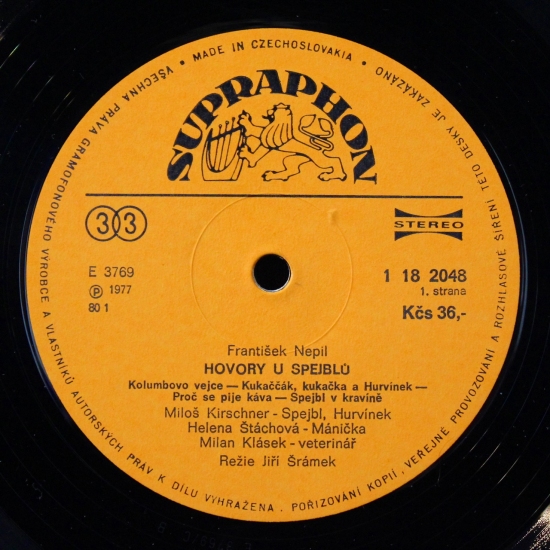 • VŠECHNA PRÁVA GRAMOFONOVÉHO VÝROBCE A VLASTNÍKŮ AUTORSKÝCH PRÁV K DÍLU VYHRAŽENA. POŘIZOVÁNÍ KOPIÍ, VEŘEJNÉ PROVOZOVÁNÍ A ROZHLASOVÉ ŠÍŘENÍ TÉTO DESKY JE ZAKÁZÁNO
• MADE IN CZECHOSLOVAKIA •
SUPRAPHON
33
STEREO
E 3769
Ⓟ 1977
80 1
1 18 2048
1. strana
Kčs 36,-
František Nepil
HOVORY U SPEJBLŮ
Kolumbovo vejce — Kukaččák, kukačka a Hurvínek —
Proč se pije káva — Spejbl v kravíně
Miloš Kirschner - Spejbl, Hurvínek
Helena Štáchová - Mánička
Milan Klásek - veterinář
Režie Jiří Šrámek